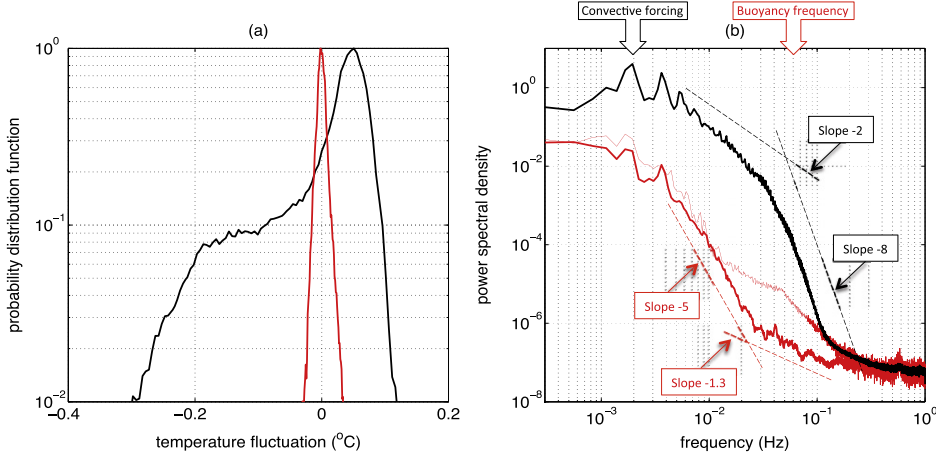 Convective forcing
Buoyancy frequency
(a)
(b)
10^0
10^-1
10^-2
probability distribution function
−0.4
−0.2
0
0.2
temperature fluctuation (°C)
10^0
10^-2
10^-4
10^-6
10^-8
power spectral density
Slope -2
Slope -8
Slope -5
Slope -1.3
10^-3
10^-2
10^-1
10^0
frequency (Hz)